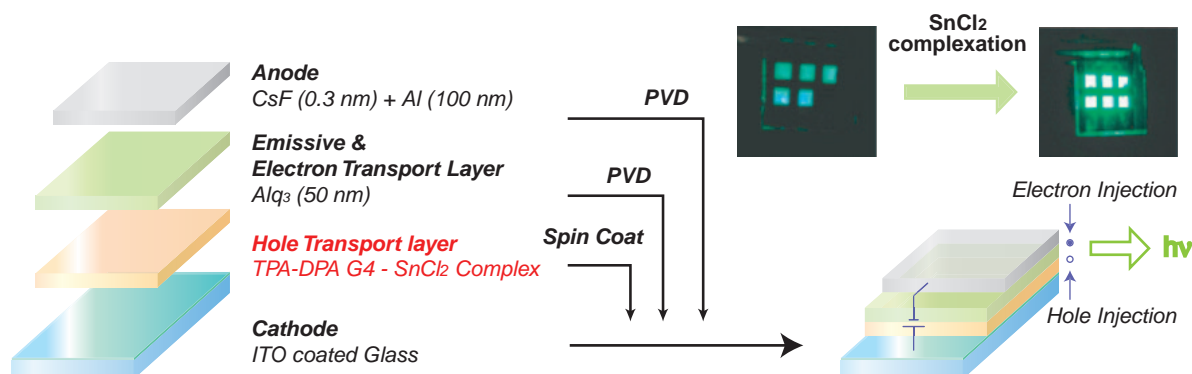 Anode
CsF (0.3 nm) + Al (100 nm)
PVD
Emissive &
Electron Transport Layer
Alq₃ (50 nm)
PVD
Hole Transport layer
TPA-DPA G4 - SnCl₂ Complex
Spin Coat
Cathode
ITO coated Glass
SnCl₂
complexation
Electron Injection
hν
Hole Injection